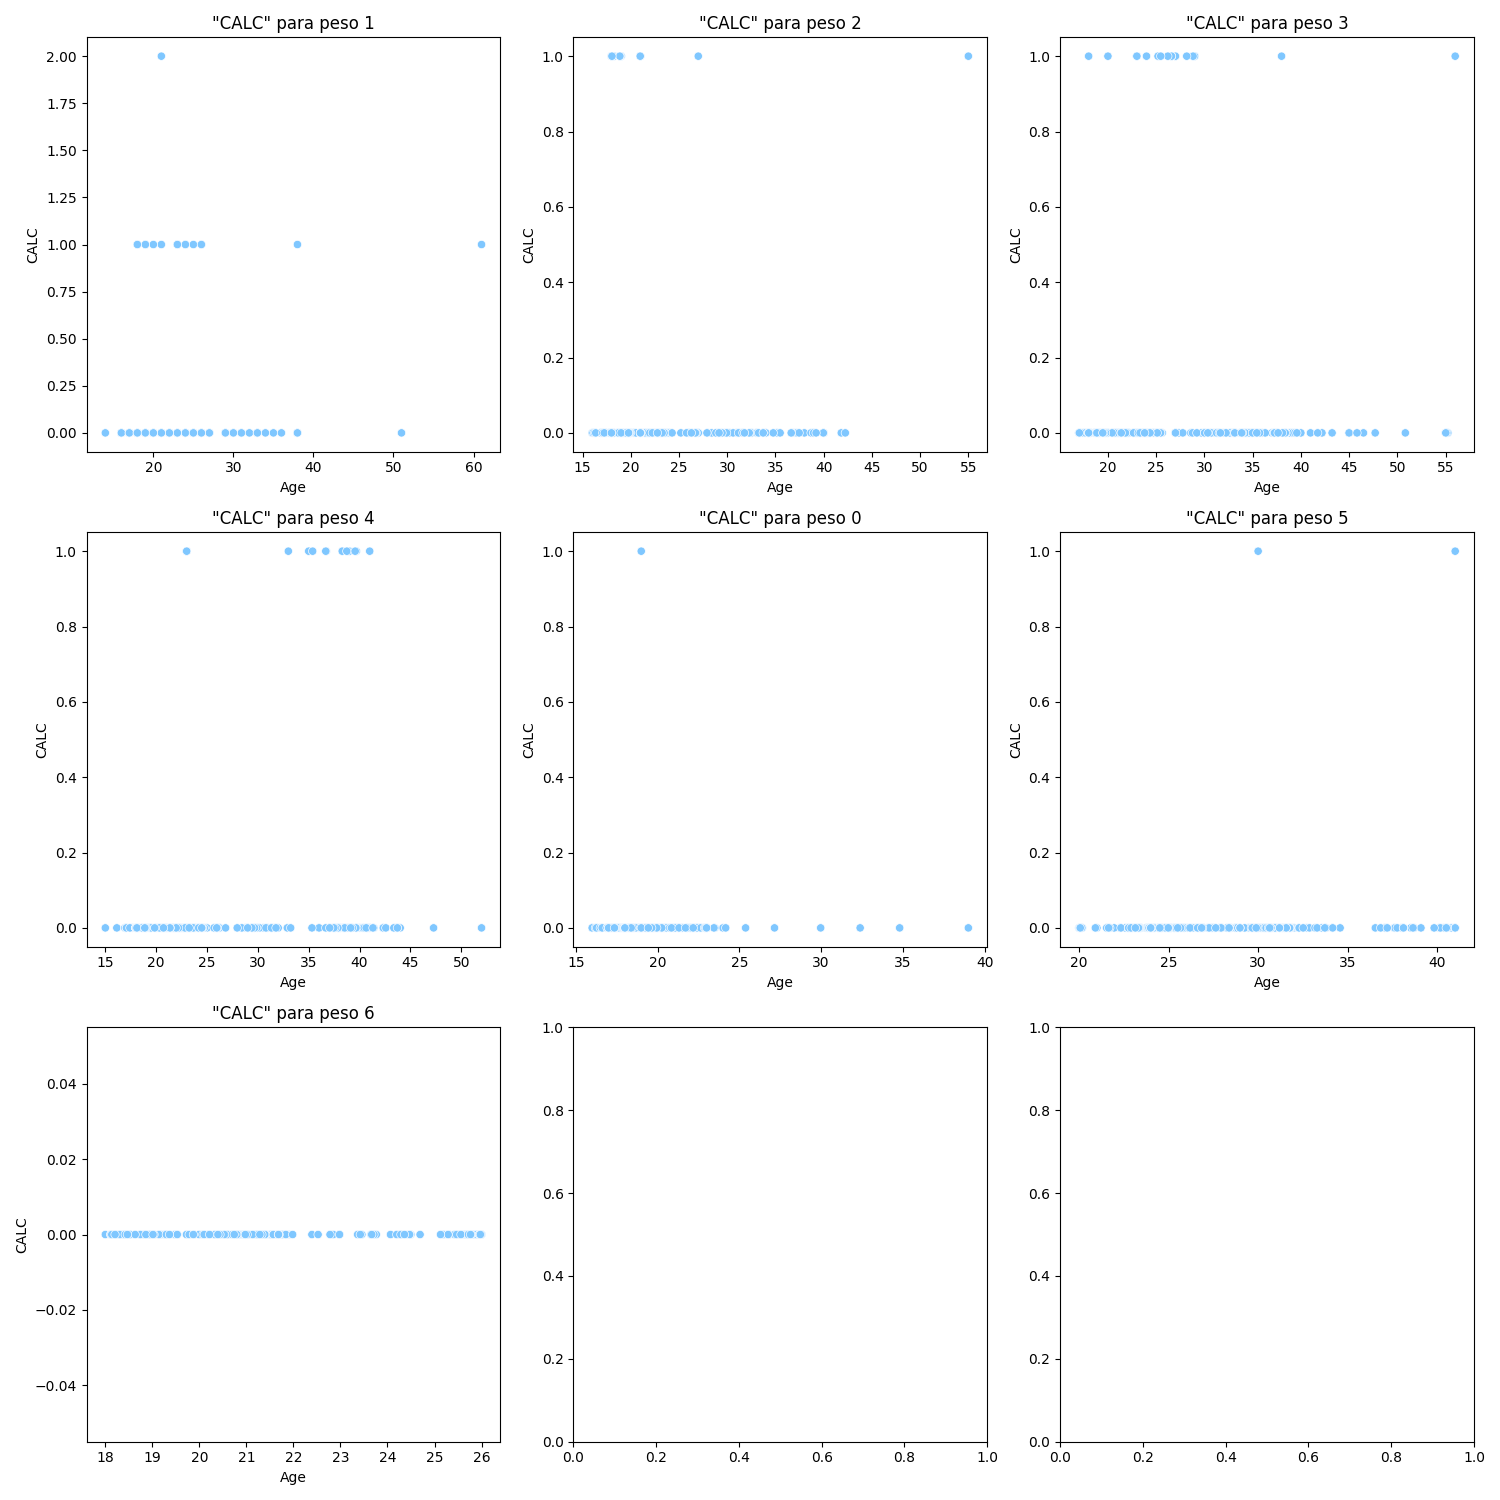 "CALC" para peso 1
2.00
1.75
1.50
1.25
1.00
0.75
0.50
0.25
0.00
CALC
20 30 40 50 60
Age
"CALC" para peso 2
1.0
0.8
0.6
0.4
0.2
0.0
CALC
15 20 25 30 35 40 45 50 55
Age
"CALC" para peso 3
1.0
0.8
0.6
0.4
0.2
0.0
CALC
20 25 30 35 40 45 50 55
Age
"CALC" para peso 4
1.0
0.8
0.6
0.4
0.2
0.0
CALC
15 20 25 30 35 40 45 50
Age
"CALC" para peso 0
1.0
0.8
0.6
0.4
0.2
0.0
CALC
15 20 25 30 35 40
Age
"CALC" para peso 5
1.0
0.8
0.6
0.4
0.2
0.0
CALC
20 25 30 35 40
Age
"CALC" para peso 6
0.04
0.02
0.00
−0.02
−0.04
CALC
18 19 20 21 22 23 24 25 26
Age
1.0
0.8
0.6
0.4
0.2
0.0
0.0 0.2 0.4 0.6 0.8 1.0
1.0
0.8
0.6
0.4
0.2
0.0
0.0 0.2 0.4 0.6 0.8 1.0